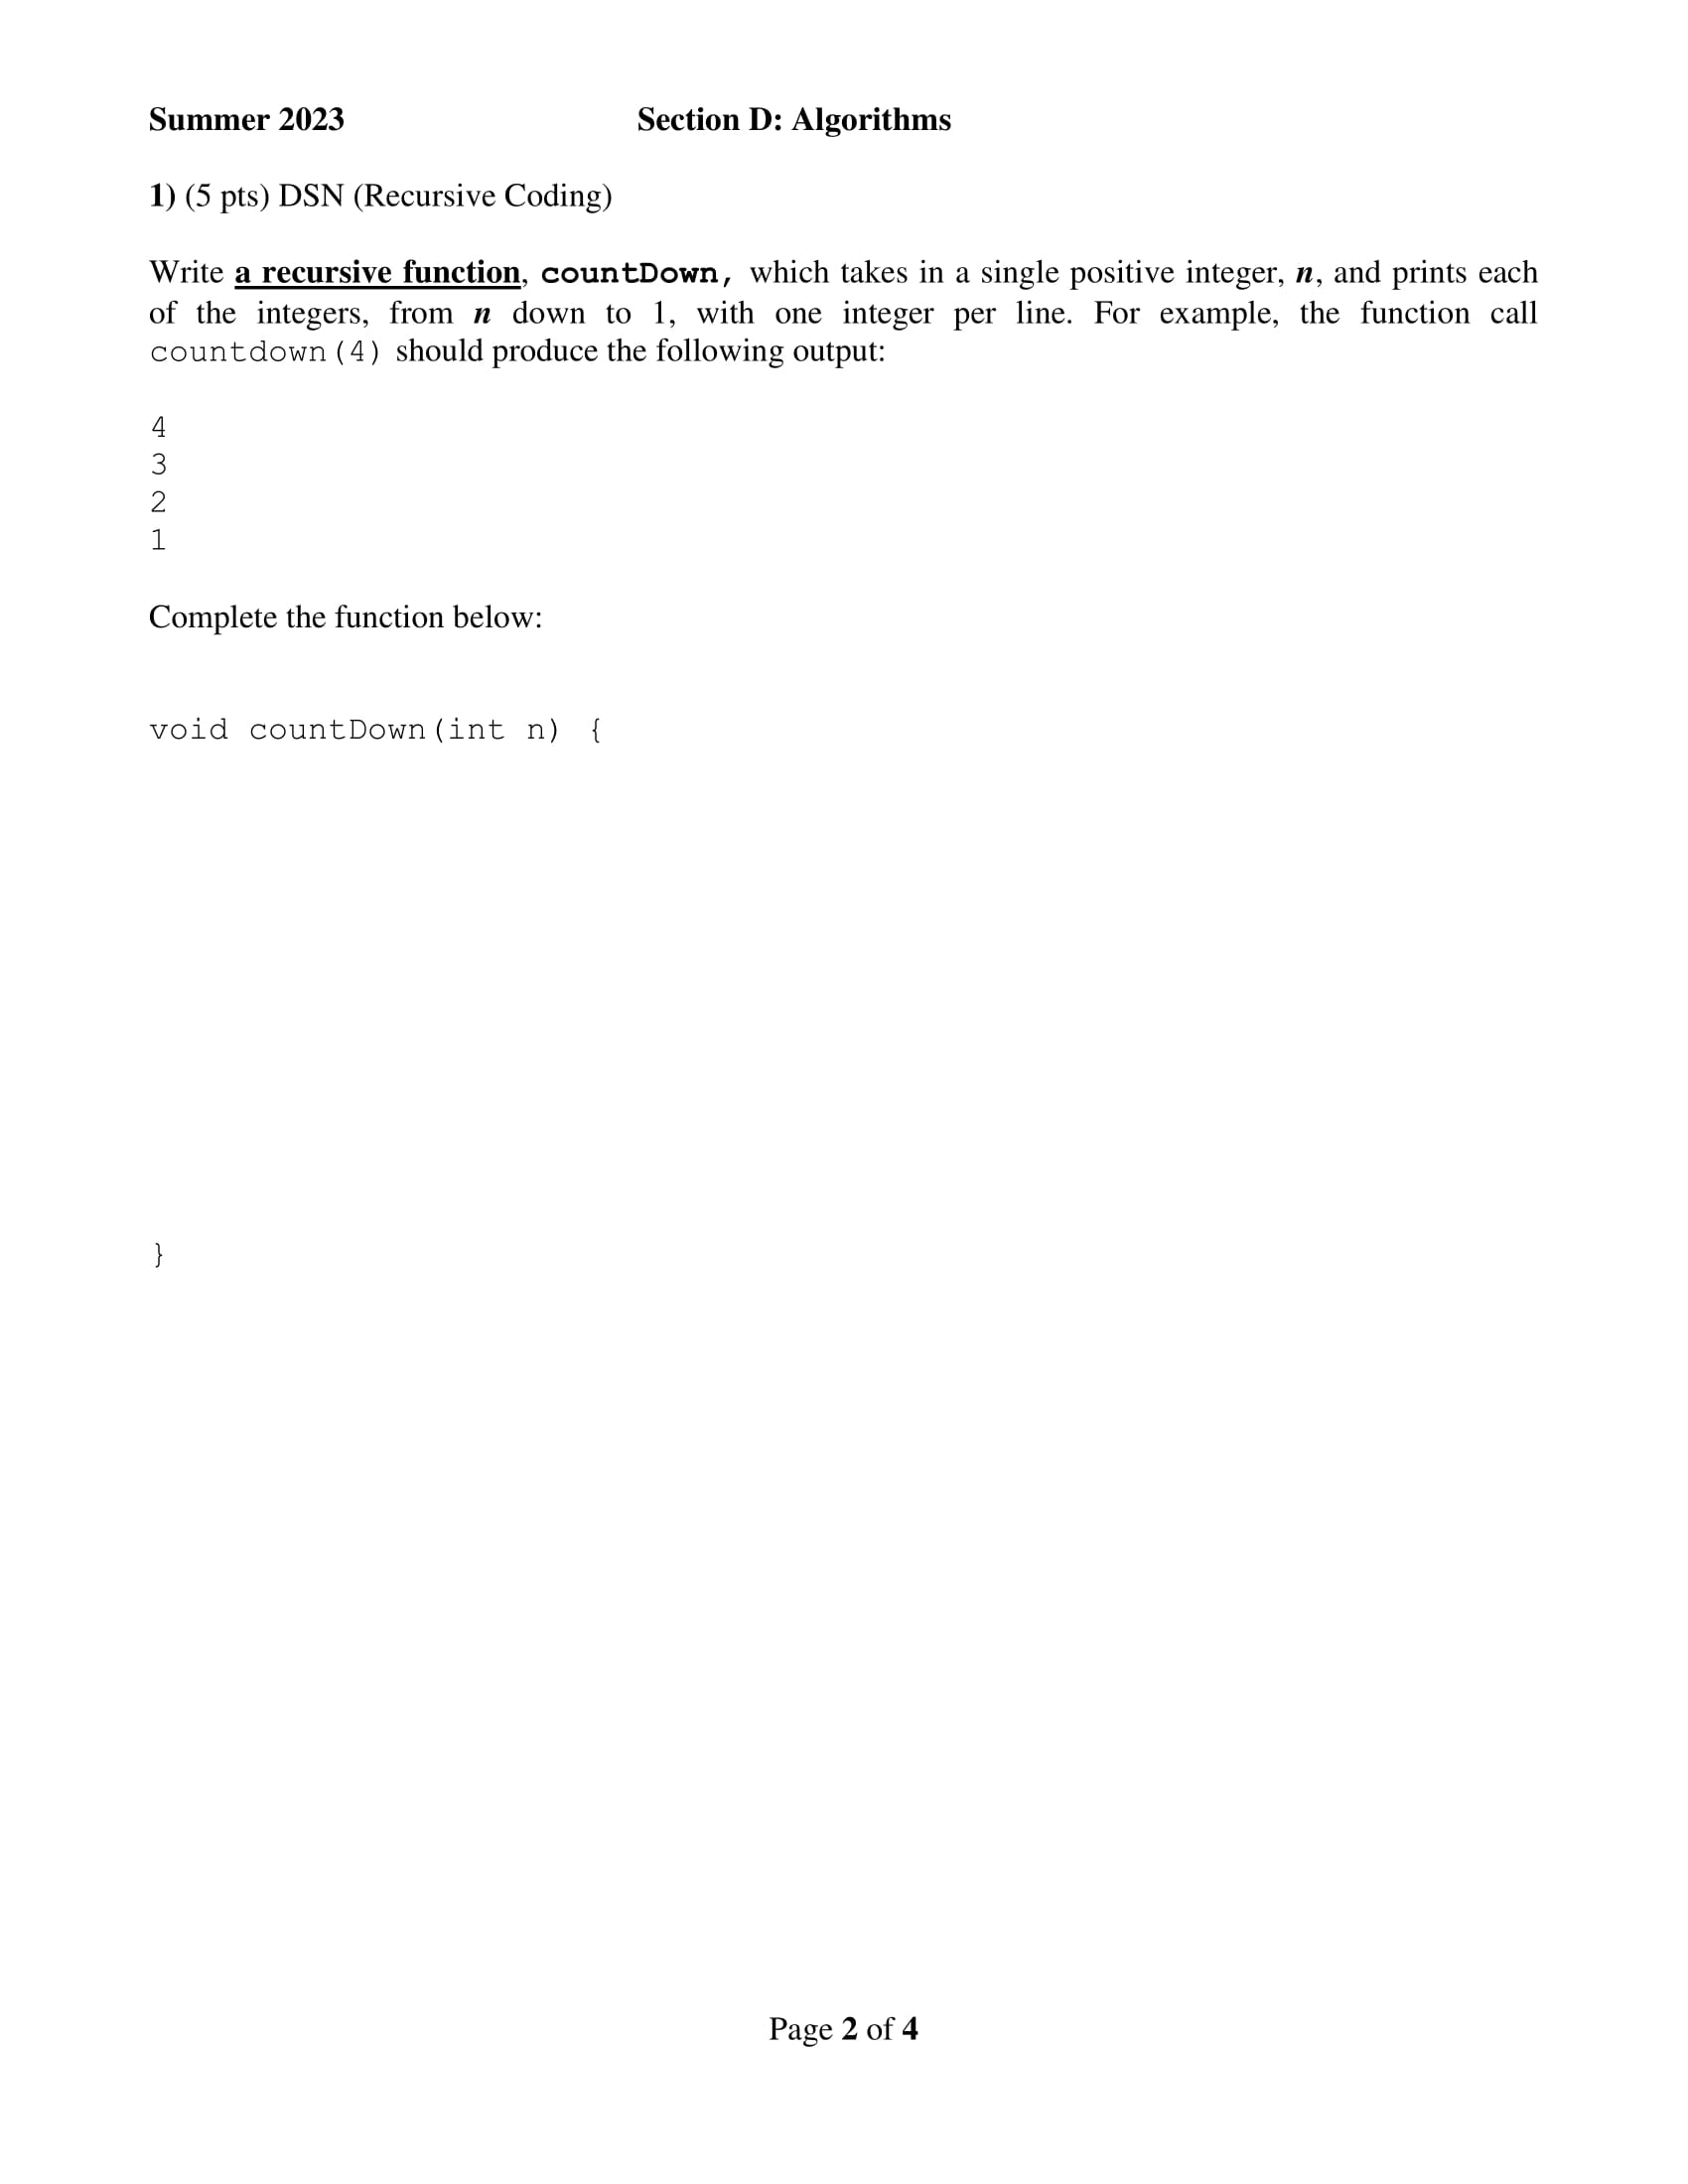 Summer 2023 Section D: Algorithms
1) (5 pts) DSN (Recursive Coding)
Write a recursive function, countDown, which takes in a single positive integer, n, and prints each
of the integers, from n down to 1, with one integer per line. For example, the function call
countdown(4) should produce the following output:
4
3
2
1
Complete the function below:
void countDown(int n) {
}
Page 2 of 4